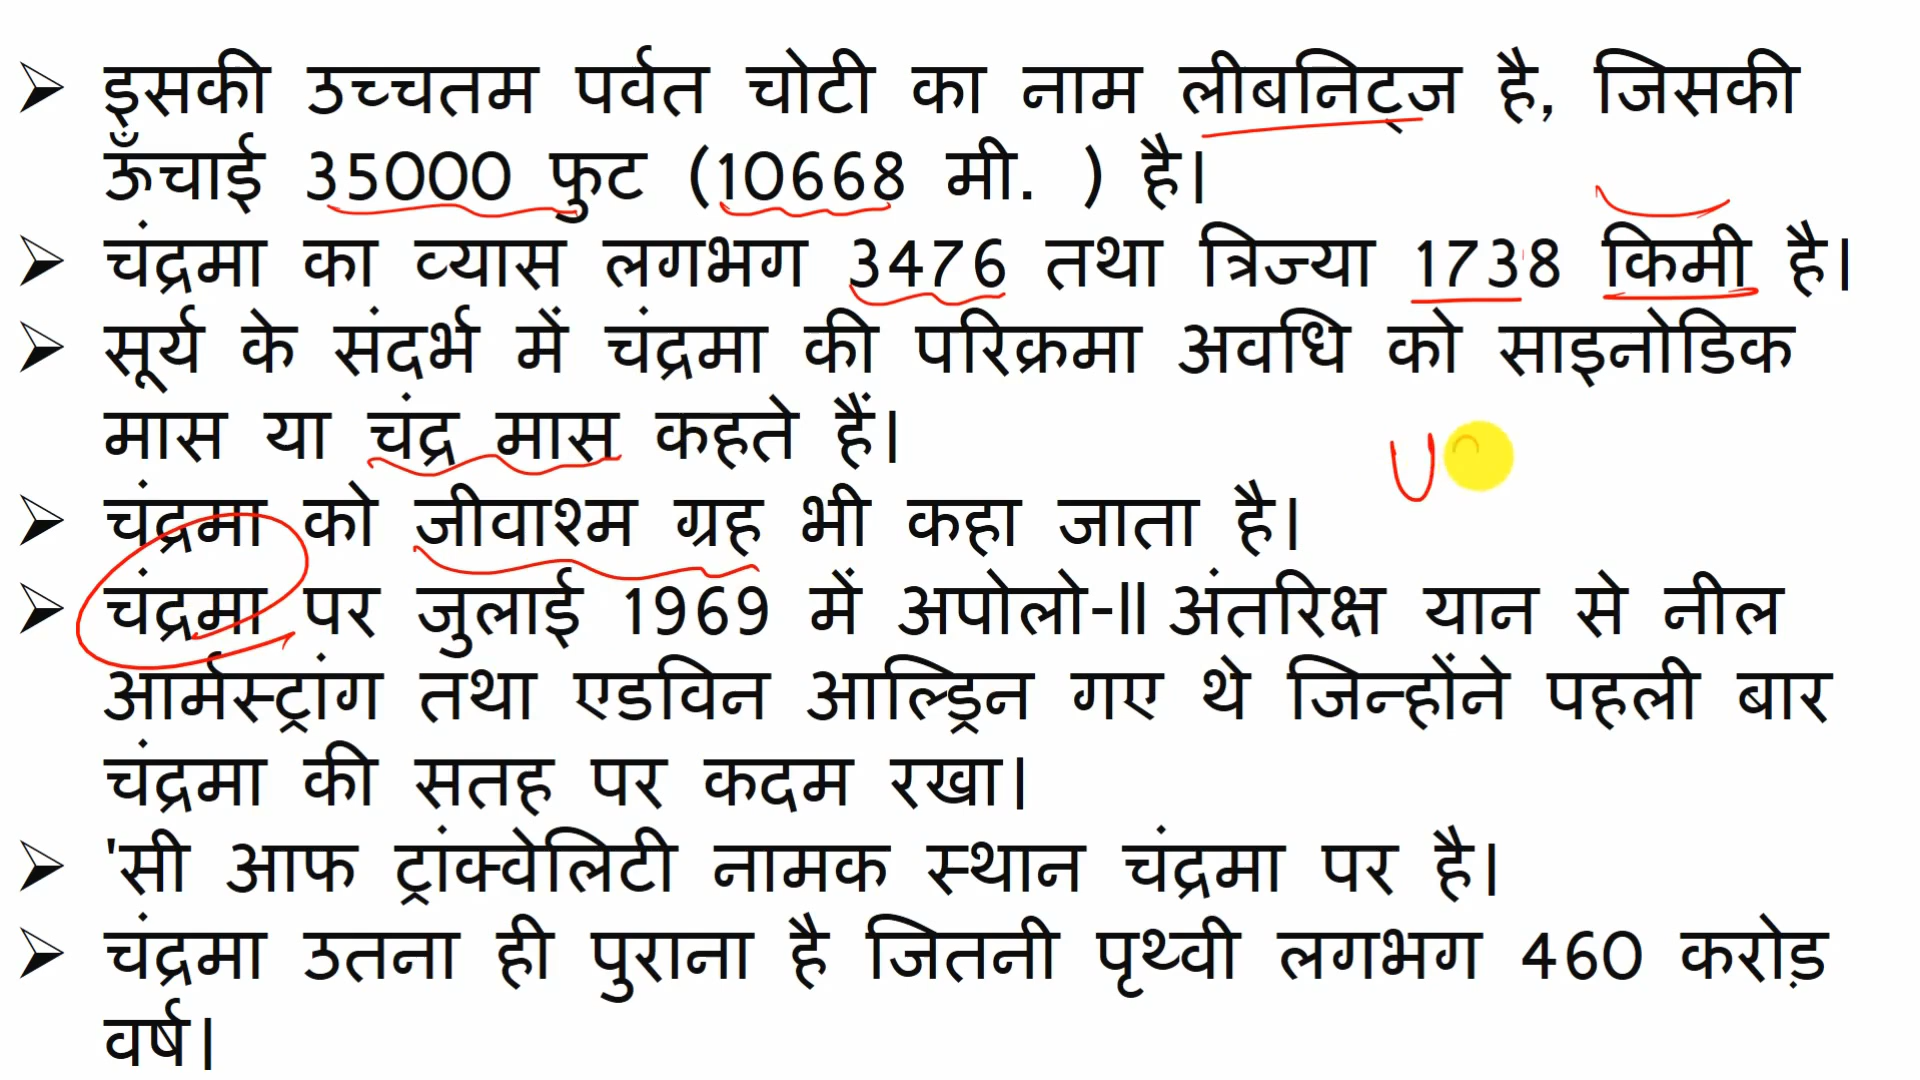 ➢ इसकी उच्चतम पर्वत चोटी का नाम लीबनिट्ज है, जिसकी
ऊँचाई 35000 फुट (10668 मी. ) है।
➢ चंद्रमा का व्यास लगभग 3476 तथा त्रिज्या 1738 किमी है।
➢ सूर्य के संदर्भ में चंद्रमा की परिक्रमा अवधि को साइनोडिक
मास या चंद्र मास कहते हैं।
➢ चंद्रमा को जीवाश्म ग्रह भी कहा जाता है।
➢ चंद्रमा पर जुलाई 1969 में अपोलो-ll अंतरिक्ष यान से नील
आर्मस्ट्रांग तथा एडविन आल्ड्रिन गए थे जिन्होंने पहली बार
चंद्रमा की सतह पर कदम रखा।
➢ 'सी आफ ट्रांक्वेलिटी नामक स्थान चंद्रमा पर है।
➢ चंद्रमा उतना ही पुराना है जितनी पृथ्वी लगभग 460 करोड़
वर्ष।